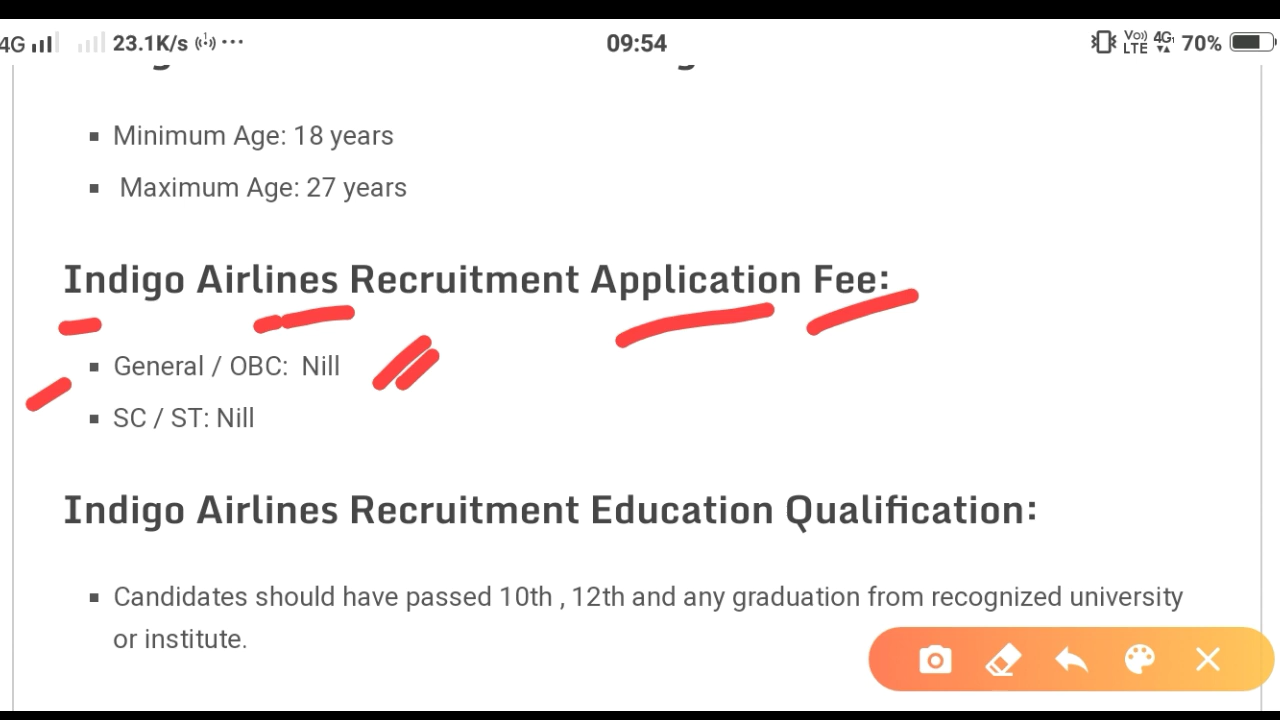 4G 23.1K/s ... 09:54 Vo)) LTE 4G 70%
Minimum Age: 18 years
Maximum Age: 27 years
Indigo Airlines Recruitment Application Fee:
General / OBC: Nill
SC / ST: Nill
Indigo Airlines Recruitment Education Qualification:
Candidates should have passed 10th , 12th and any graduation from recognized university
or institute.